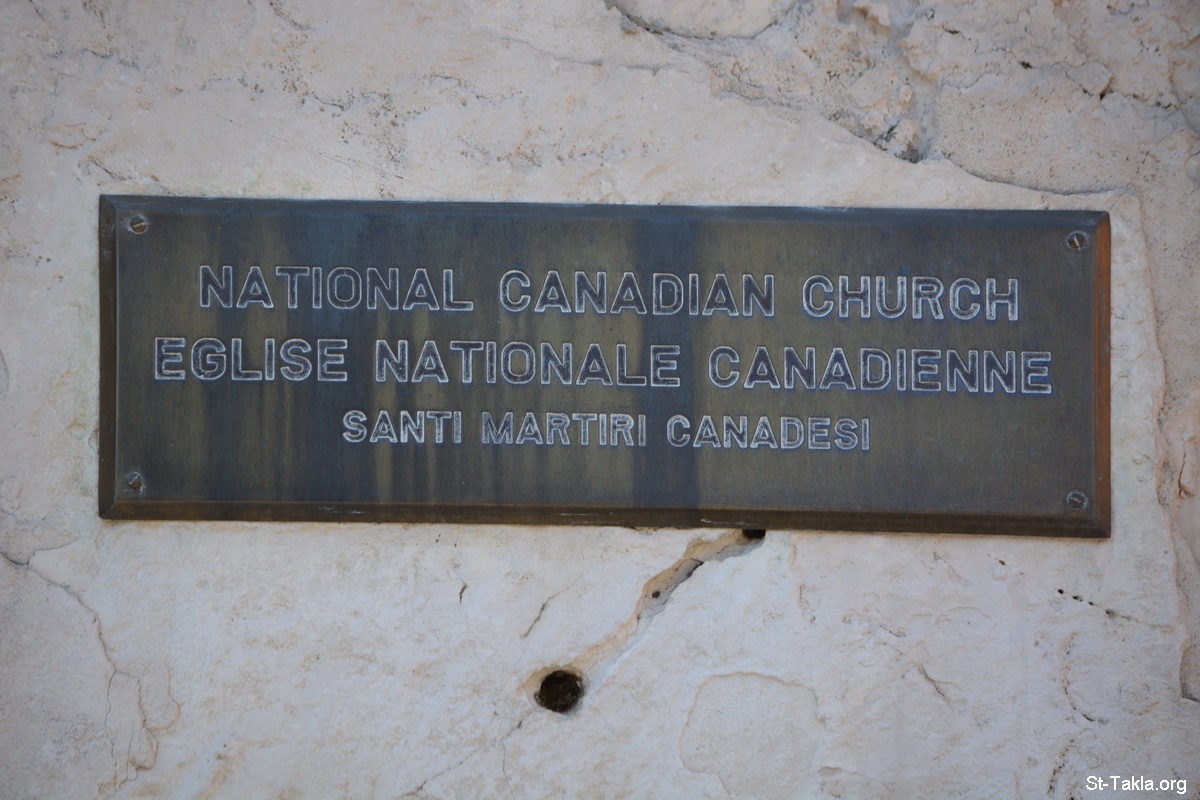 NATIONAL CANADIAN CHURCH
EGLISE NATIONALE CANADIENNE
SANTI MARTIRI CANADESI
St-Takla.org